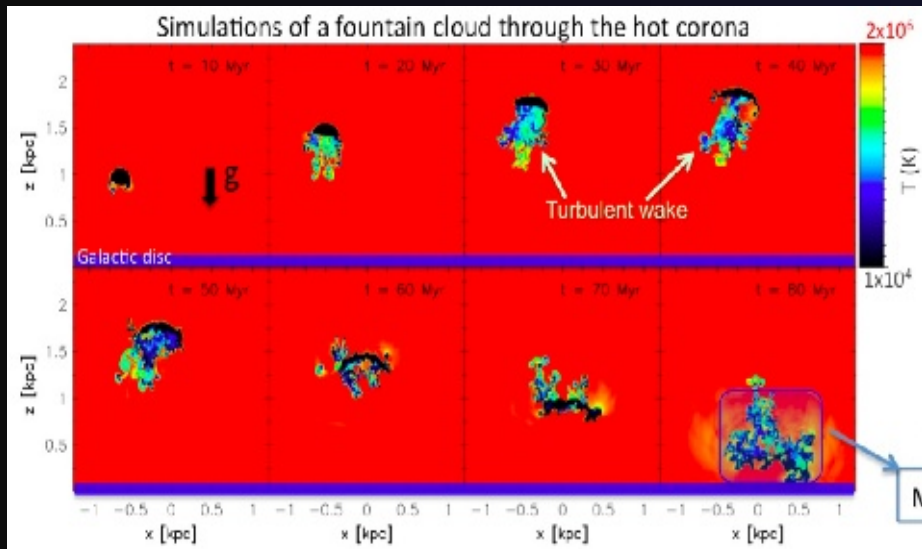 Simulations of a fountain cloud through the hot corona
2x10⁶
t = 10 Myr
t = 20 Myr
t = 30 Myr
t = 40 Myr
2
1.5
1
0.5
z [kpc]
g
Turbulent wake
T (K)
Galactic disc
1x10⁴
t = 50 Myr
t = 60 Myr
t = 70 Myr
t = 80 Myr
2
1.5
1
0.5
z [kpc]
−1 −0.5 0 0.5 1 −1 −0.5 0 0.5 1 −1 −0.5 0 0.5 1 −1 −0.5 0 0.5 1
x [kpc] x [kpc] x [kpc] x [kpc]